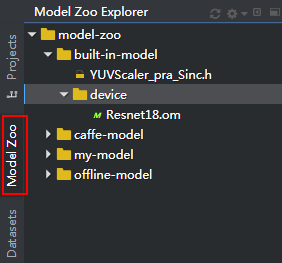 Model Zoo Explorer
Projects
Model Zoo
Datasets
model-zoo
built-in-model
YUVScaler_pra_Sinc.h
device
Resnet18.om
caffe-model
my-model
offline-model